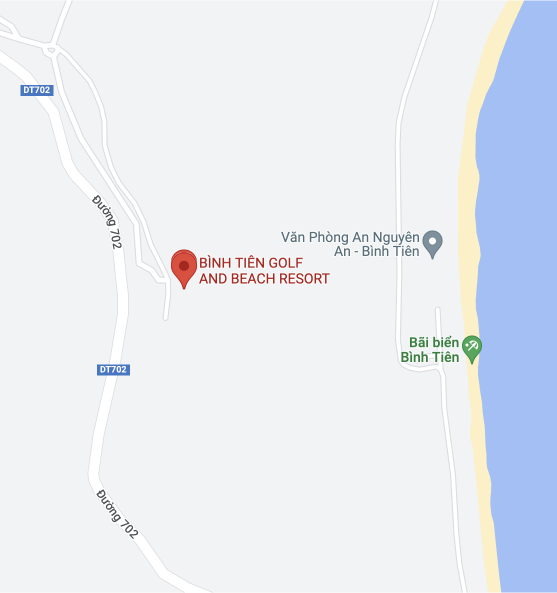 DT702
Đường 702
Văn Phòng An Nguyên
An - Bình Tiên
BÌNH TIÊN GOLF
AND BEACH RESORT
Bãi biển
Bình Tiên
DT702
Đường 702